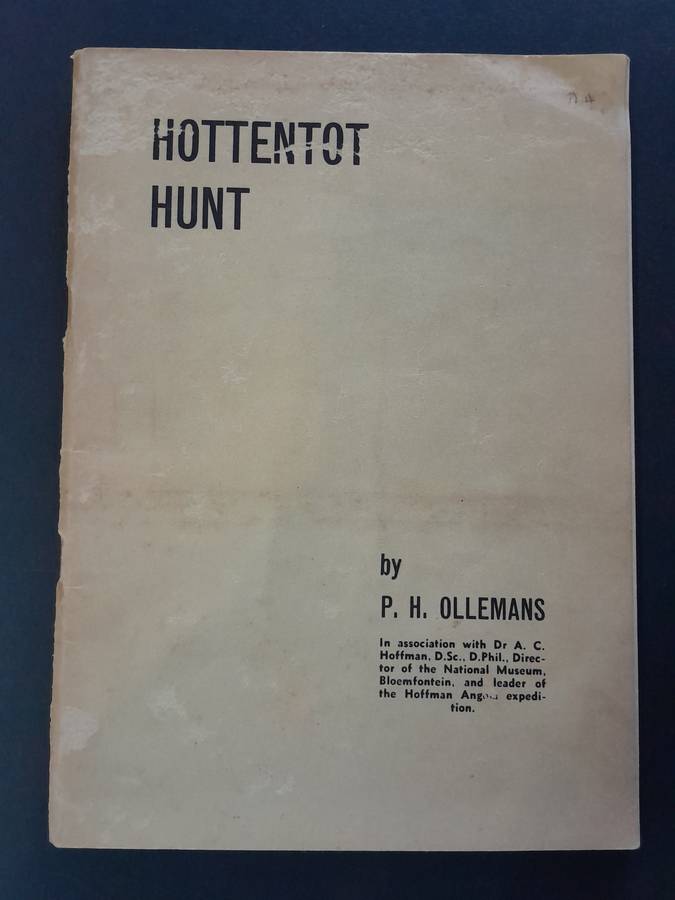 HOTTENTOT
HUNT
by
P. H. OLLEMANS
In association with Dr A. C.
Hoffman, D.Sc., D.Phil., Direc-
tor of the National Museum,
Bloemfontein, and leader of
the Hoffman Angola expedi-
tion.